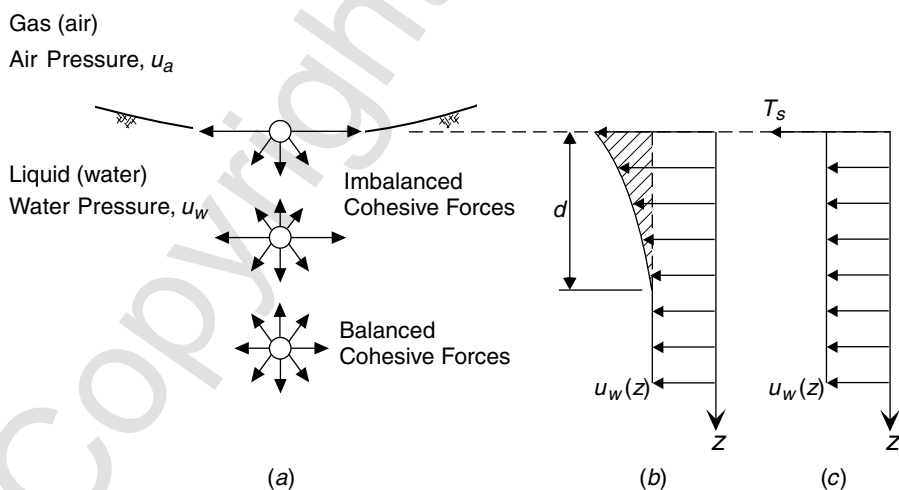 Gas (air)
Air Pressure, u_a
Liquid (water)
Water Pressure, u_w
Imbalanced
Cohesive Forces
Balanced
Cohesive Forces
d
u_w(z)
z
T_s
u_w(z)
z
(a)
(b)
(c)
Copyright